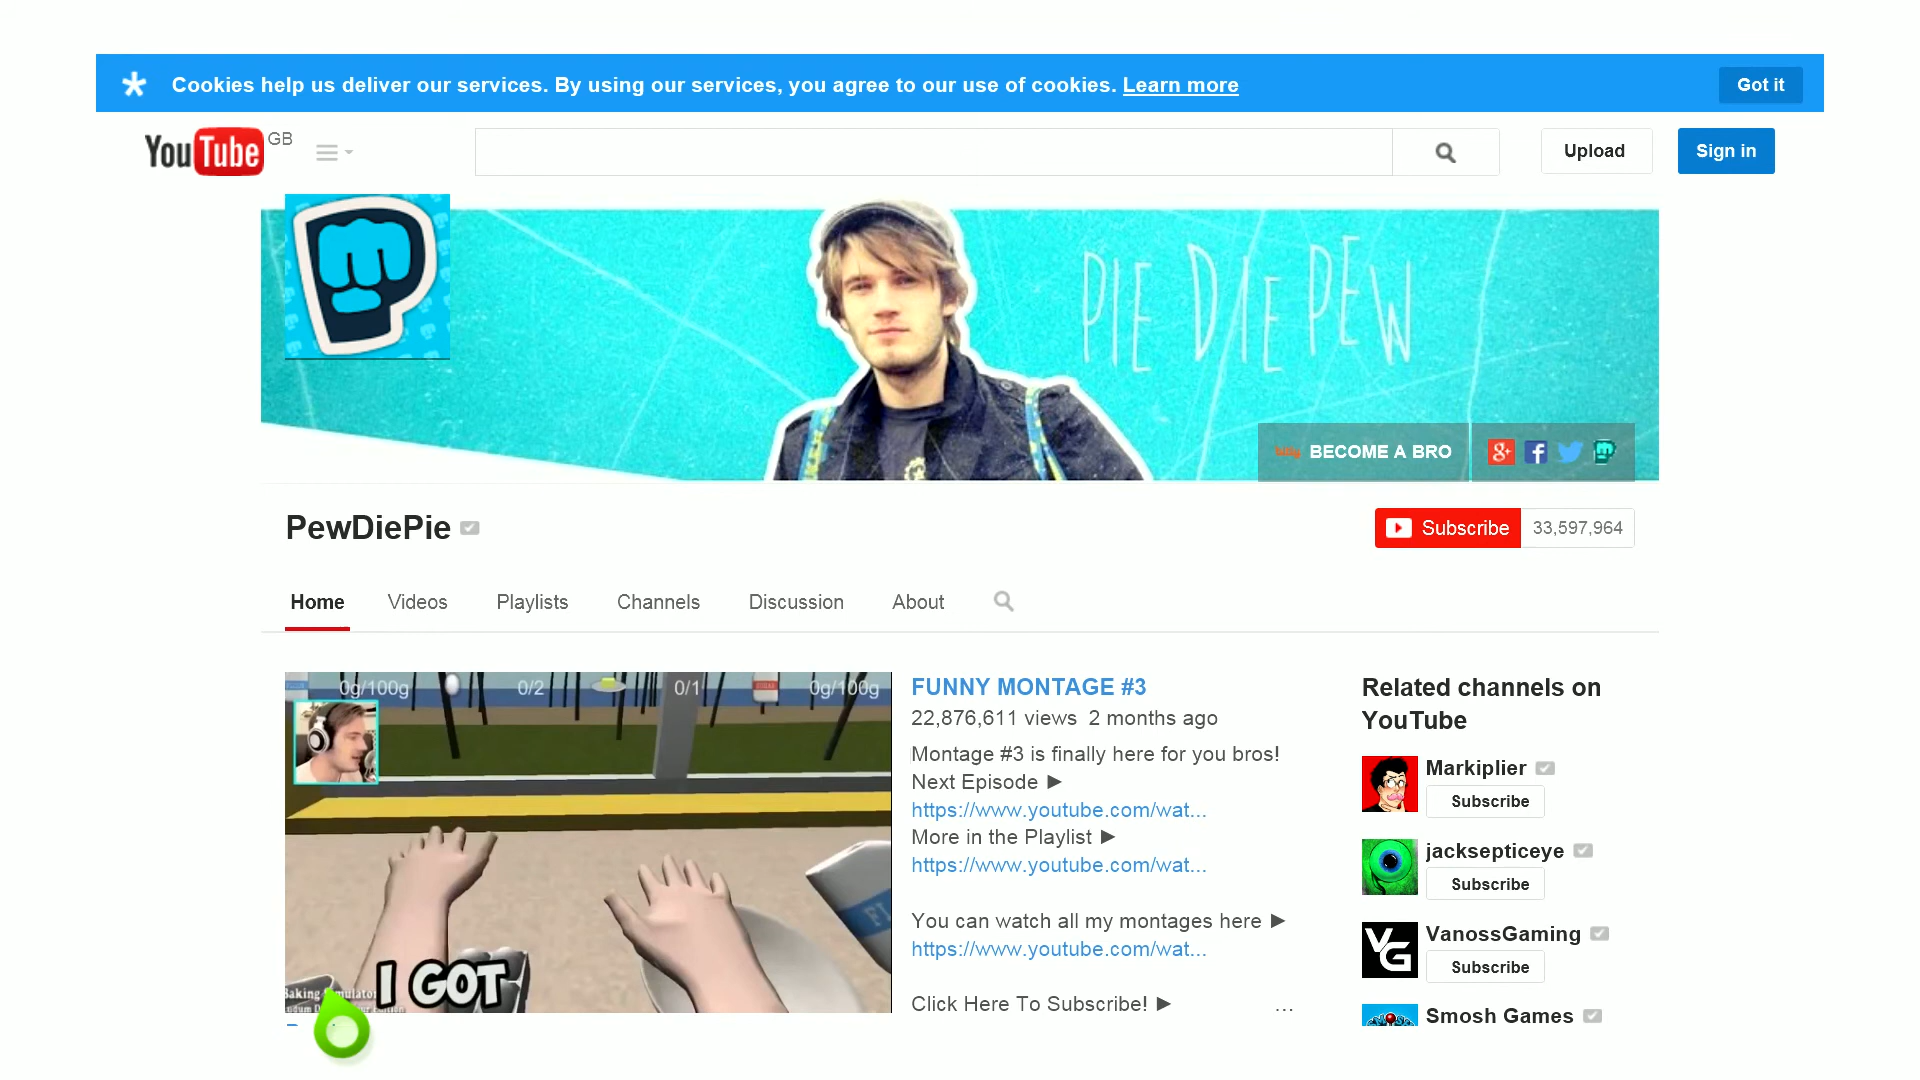 Cookies help us deliver our services. By using our services, you agree to our use of cookies. Learn more
Got it
YouTube GB
Upload
Sign in
PIE DIE PEW
BECOME A BRO
PewDiePie
Subscribe 33,597,964
Home Videos Playlists Channels Discussion About
0g/100g 0/2 0/1 0g/100g
I GOT
FUNNY MONTAGE #3
22,876,611 views 2 months ago
Montage #3 is finally here for you bros!
Next Episode ►
https://www.youtube.com/wat...
More in the Playlist ►
https://www.youtube.com/wat...
You can watch all my montages here ►
https://www.youtube.com/wat...
Click Here To Subscribe! ► ...
Related channels on
YouTube
Markiplier
Subscribe
jacksepticeye
Subscribe
VG
VanossGaming
Subscribe
Smosh Games